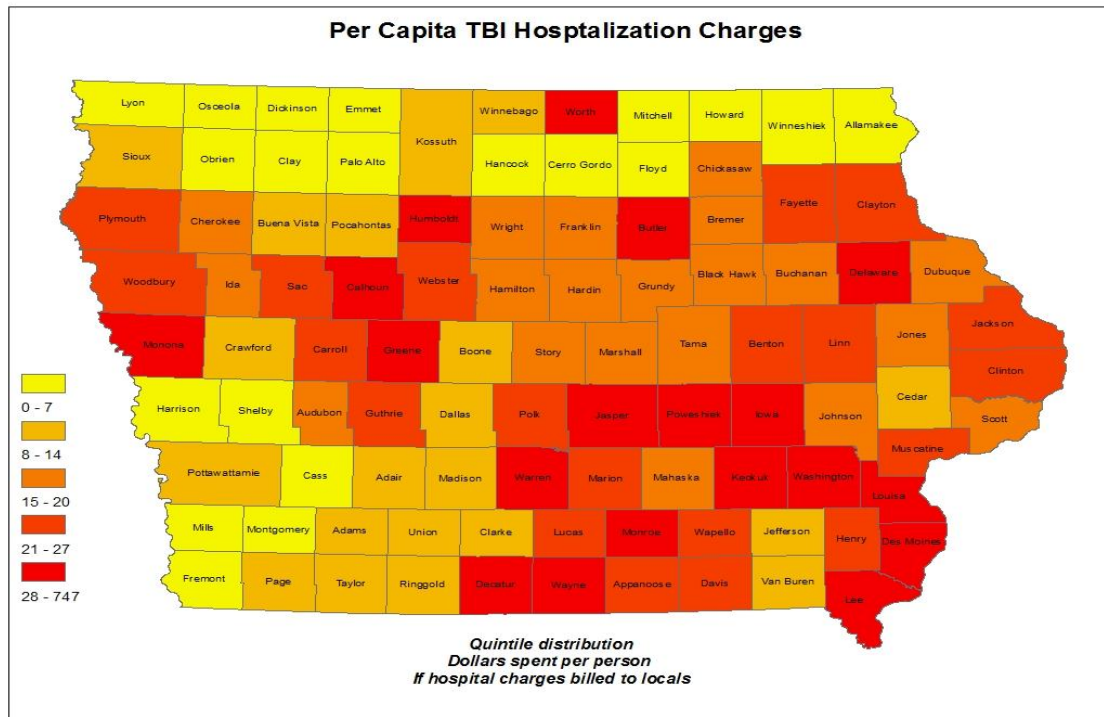 Per Capita TBI Hosptalization Charges
Lyon Osceola Dickinson Emmet Kossuth Winnebago Worth Mitchell Howard Winneshiek Allamakee
Sioux Obrien Clay Palo Alto Hancock Cerro Gordo Floyd Chickasaw
Plymouth Cherokee Buena Vista Pocahontas Humboldt Wright Franklin Butler Bremer Fayette Clayton
Woodbury Ida Sac Calhoun Webster Hamilton Hardin Grundy Black Hawk Buchanan Delaware Dubuque
Monona Crawford Carroll Greene Boone Story Marshall Tama Benton Linn Jones Jackson
Clinton
Harrison Shelby Audubon Guthrie Dallas Polk Jasper Poweshiek Iowa Johnson Cedar Scott
Muscatine
Pottawattamie Cass Adair Madison Warren Marion Mahaska Keokuk Washington Louisa
Mills Montgomery Adams Union Clarke Lucas Monroe Wapello Jefferson Henry Des Moines
Fremont Page Taylor Ringgold Decatur Wayne Appanoose Davis Van Buren Lee
0 - 7
8 - 14
15 - 20
21 - 27
28 - 747
Quintile distribution
Dollars spent per person
If hospital charges billed to locals